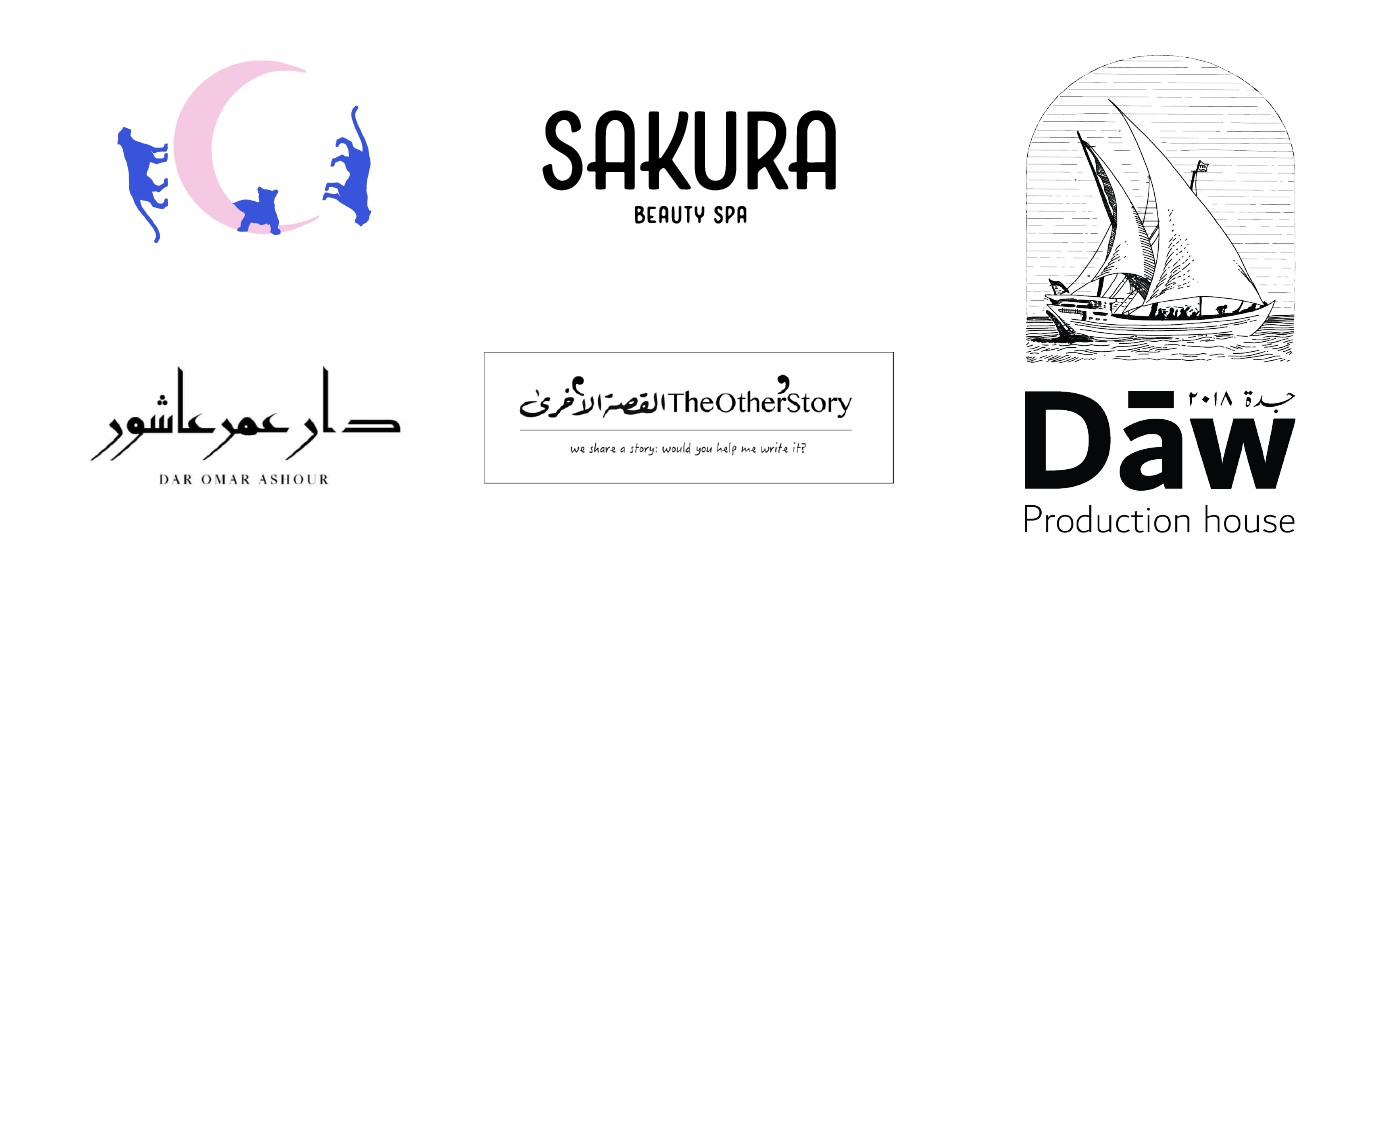 SAKURA
BEAUTY SPA
دار عمر عاشور
DAR OMAR ASHOUR
القصة الأخرى TheOtherStory
we share a story: would you help me write it?
جدة ٢٠١٨
Dāw
Production house